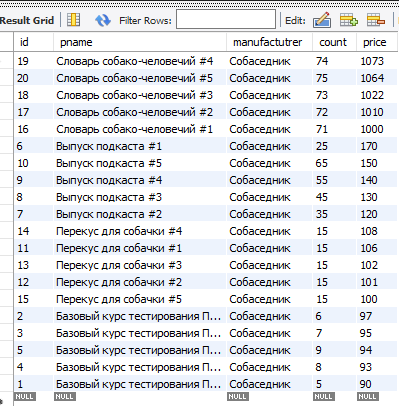 Result Grid Filter Rows: Edit:
id pname manufactutrer count price
19 Словарь собако-человечий #4 Собаседник 74 1073
20 Словарь собако-человечий #5 Собаседник 75 1064
18 Словарь собако-человечий #3 Собаседник 73 1022
17 Словарь собако-человечий #2 Собаседник 72 1010
16 Словарь собако-человечий #1 Собаседник 71 1000
6 Выпуск подкаста #1 Собаседник 25 170
10 Выпуск подкаста #5 Собаседник 65 150
9 Выпуск подкаста #4 Собаседник 55 140
8 Выпуск подкаста #3 Собаседник 45 130
7 Выпуск подкаста #2 Собаседник 35 120
14 Перекус для собачки #4 Собаседник 15 108
11 Перекус для собачки #1 Собаседник 15 106
13 Перекус для собачки #3 Собаседник 15 102
12 Перекус для собачки #2 Собаседник 15 101
15 Перекус для собачки #5 Собаседник 15 100
2 Базовый курс тестирования П... Собаседник 6 97
3 Базовый курс тестирования П... Собаседник 7 95
5 Базовый курс тестирования П... Собаседник 9 94
4 Базовый курс тестирования П... Собаседник 8 93
1 Базовый курс тестирования П... Собаседник 5 90
NULL NULL NULL NULL NULL